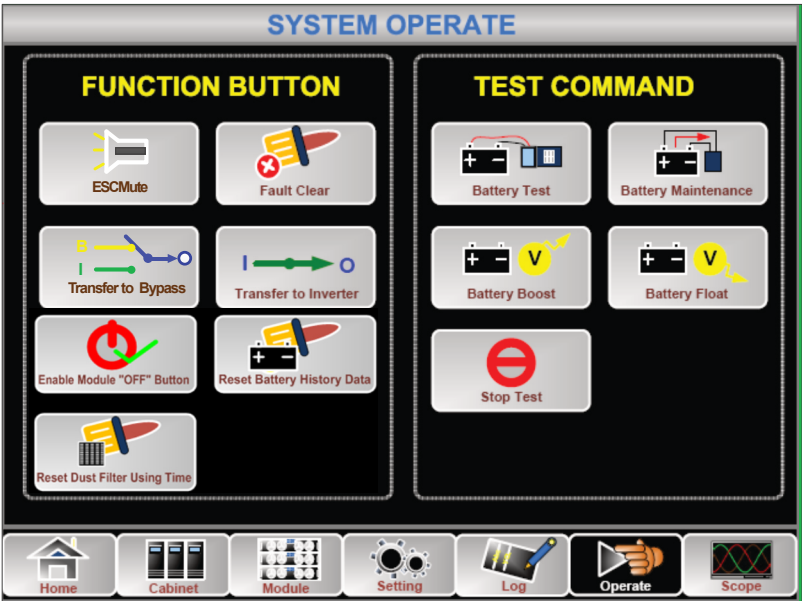 SYSTEM OPERATE
FUNCTION BUTTON
ESCMute
Fault Clear
B
I
Transfer to Bypass
I O
Transfer to Inverter
Enable Module "OFF" Button
Reset Battery History Data
Reset Dust Filter Using Time
TEST COMMAND
Battery Test
Battery Maintenance
V
Battery Boost
V
Battery Float
Stop Test
Home
Cabinet
Module
Setting
Log
Operate
Scope